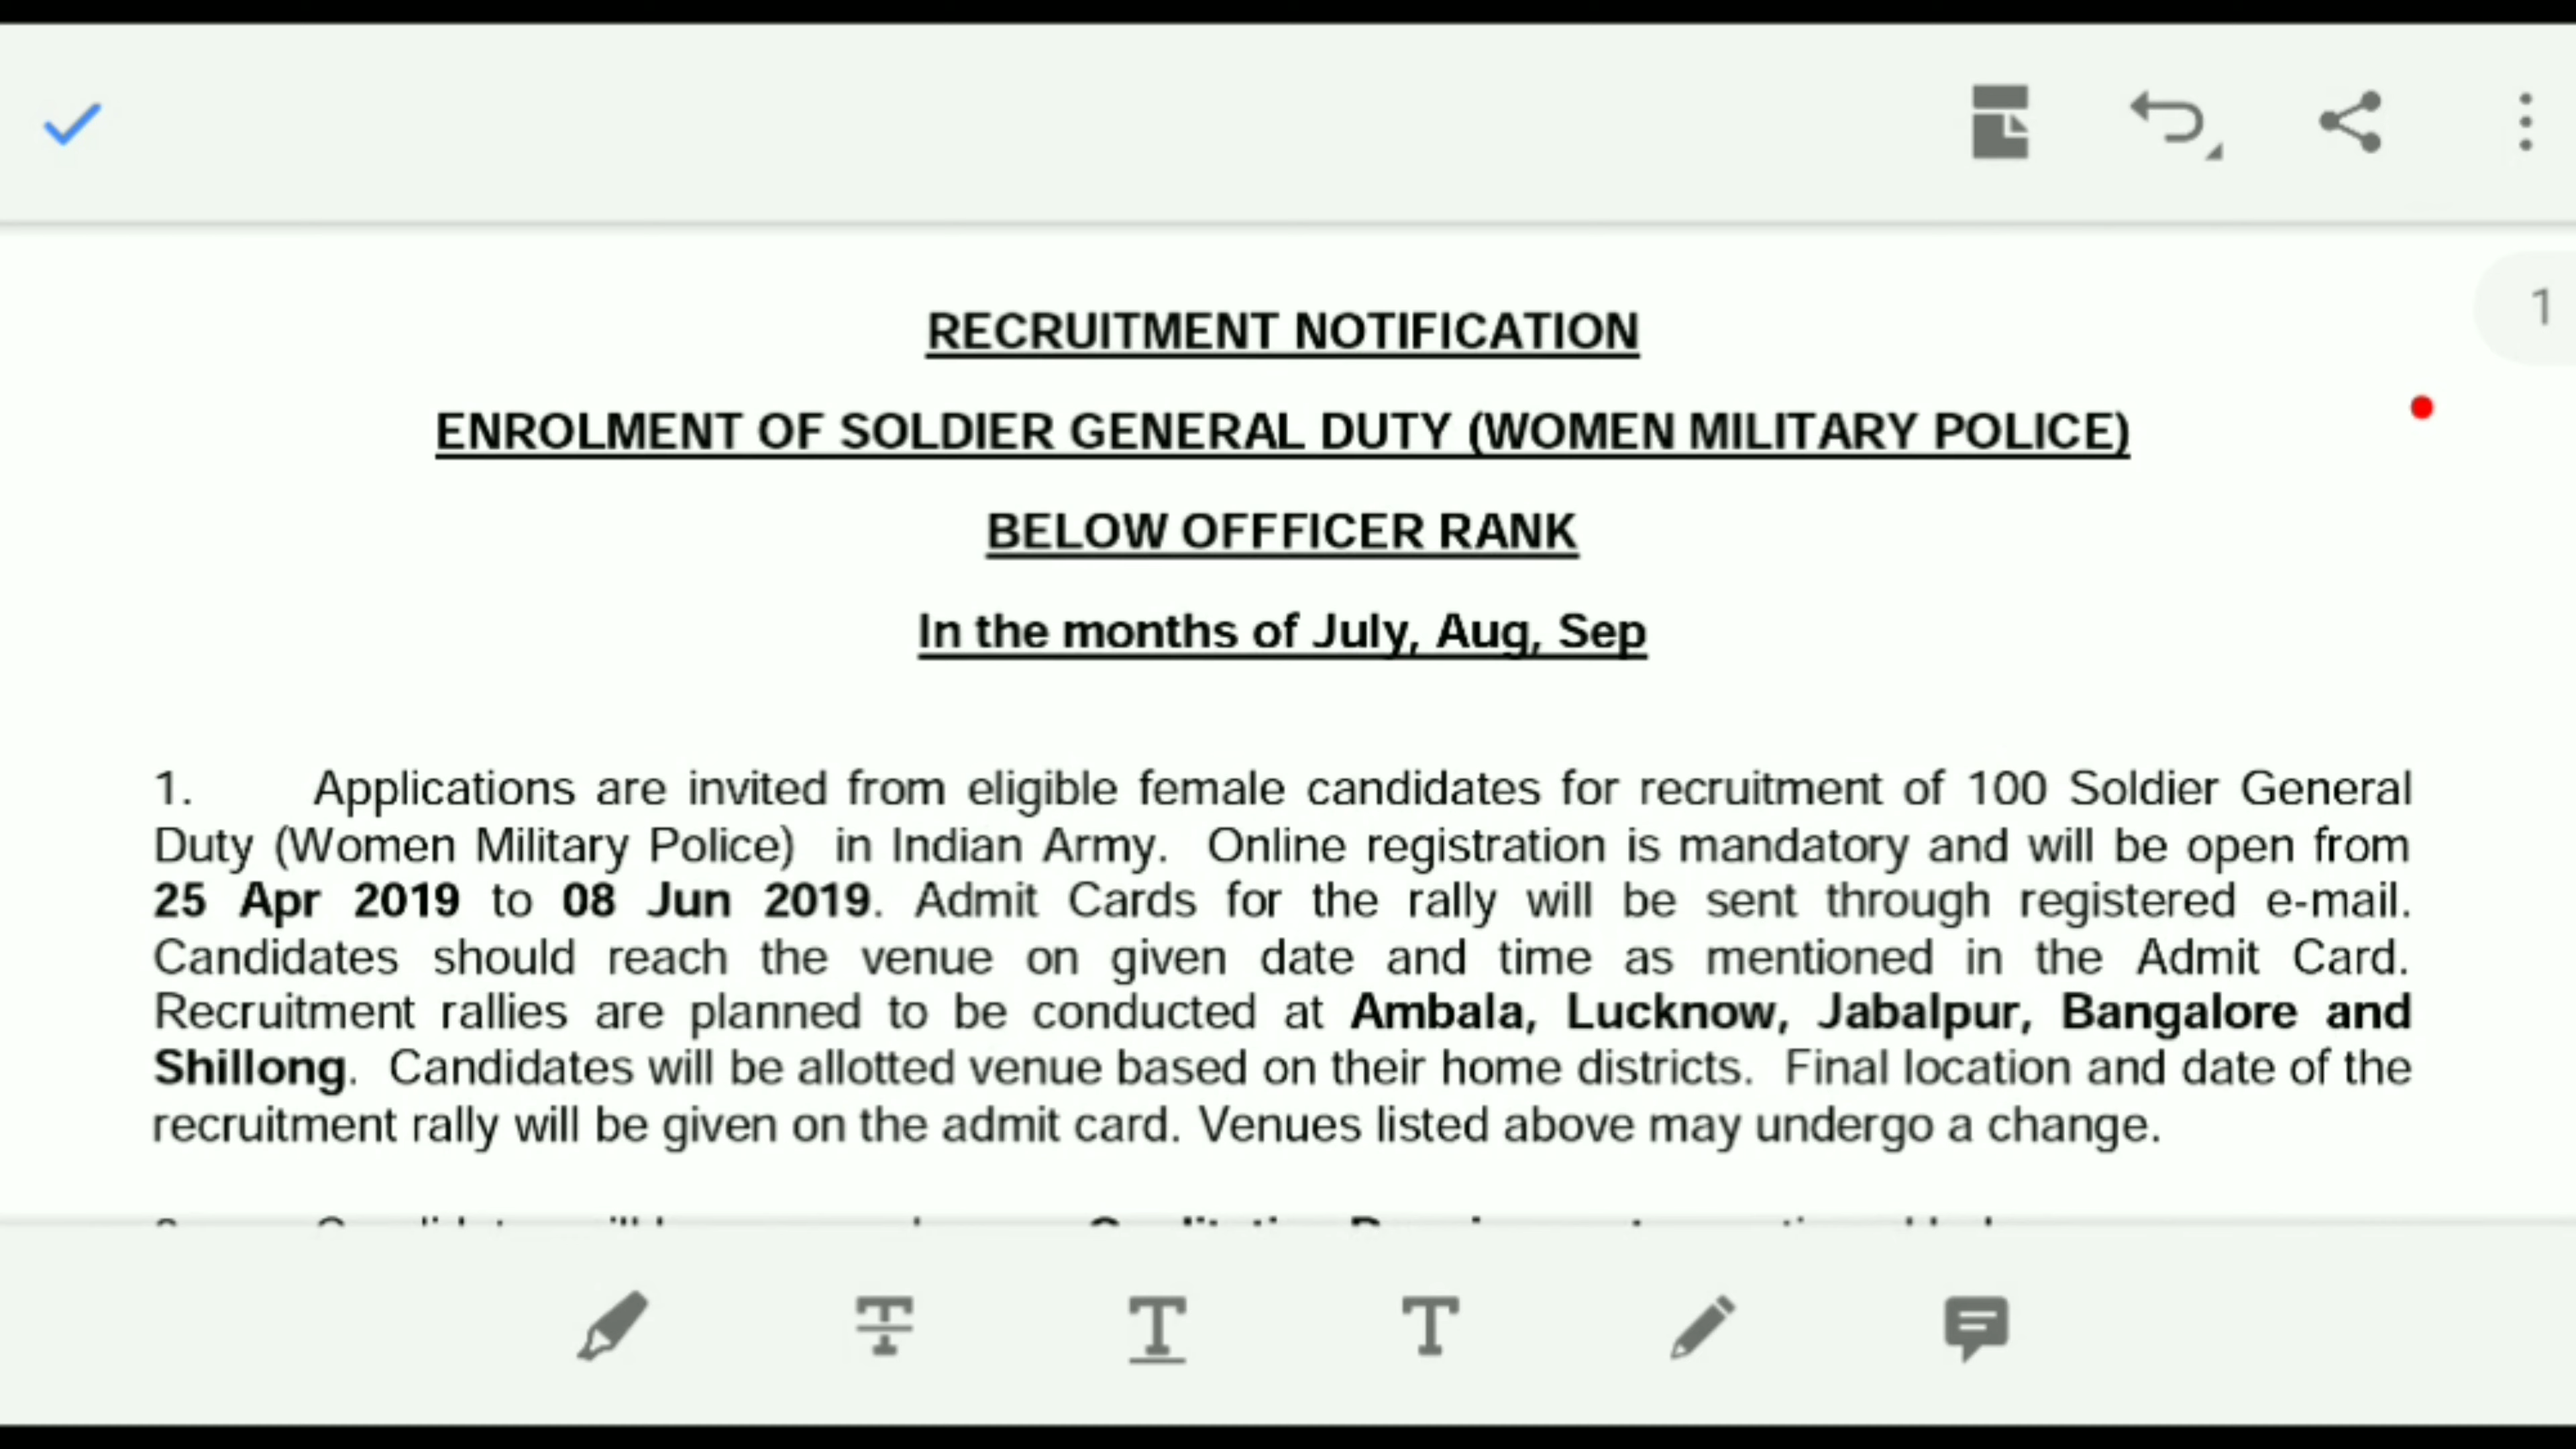 1
RECRUITMENT NOTIFICATION
ENROLMENT OF SOLDIER GENERAL DUTY (WOMEN MILITARY POLICE)
BELOW OFFFICER RANK
In the months of July, Aug, Sep
1. Applications are invited from eligible female candidates for recruitment of 100 Soldier General
Duty (Women Military Police) in Indian Army. Online registration is mandatory and will be open from
25 Apr 2019 to 08 Jun 2019. Admit Cards for the rally will be sent through registered e-mail.
Candidates should reach the venue on given date and time as mentioned in the Admit Card.
Recruitment rallies are planned to be conducted at Ambala, Lucknow, Jabalpur, Bangalore and
Shillong. Candidates will be allotted venue based on their home districts. Final location and date of the
recruitment rally will be given on the admit card. Venues listed above may undergo a change.